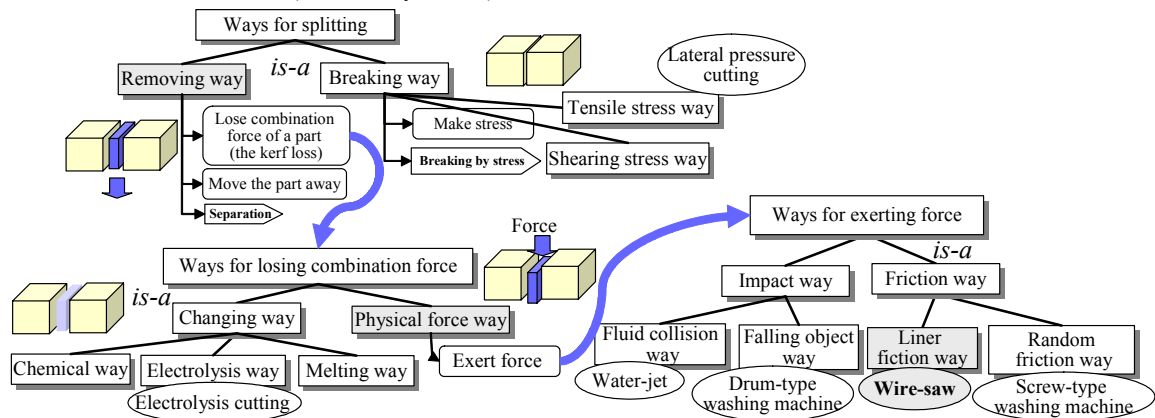 Ways for splitting
is-a
Removing way
Breaking way
Lateral pressure
cutting
Tensile stress way
Lose combination
force of a part
(the kerf loss)
Make stress
Breaking by stress
Shearing stress way
Move the part away
Separation
Ways for exerting force
Force
is-a
Ways for losing combination force
Impact way
Friction way
is-a
Changing way
Physical force way
Fluid collision
way
Falling object
way
Liner
fiction way
Random
friction way
Chemical way
Electrolysis way
Melting way
Exert force
Electrolysis cutting
Water-jet
Drum-type
washing machine
Wire-saw
Screw-type
washing machine